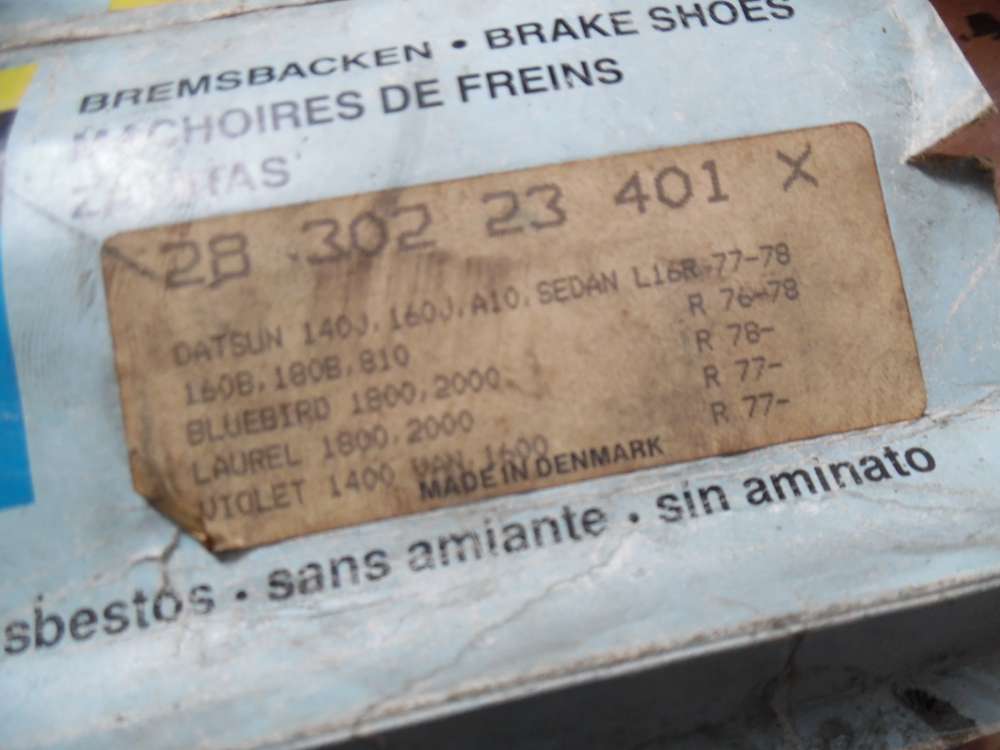 BREMSBACKEN • BRAKE SHOES
MACHOIRES DE FREINS
ZAPATAS
28 302 23 401 X
DATSUN 140J, 160J, A10, SEDAN L16R 77-78
160B, 180B, 810 R 76-78
BLUEBIRD 1800, 2000 R 78-
LAUREL 1800, 2000 R 77-
VIOLET 1400 VAN 1600 R 77-
MADE IN DENMARK
sbestos • sans amiante • sin aminato